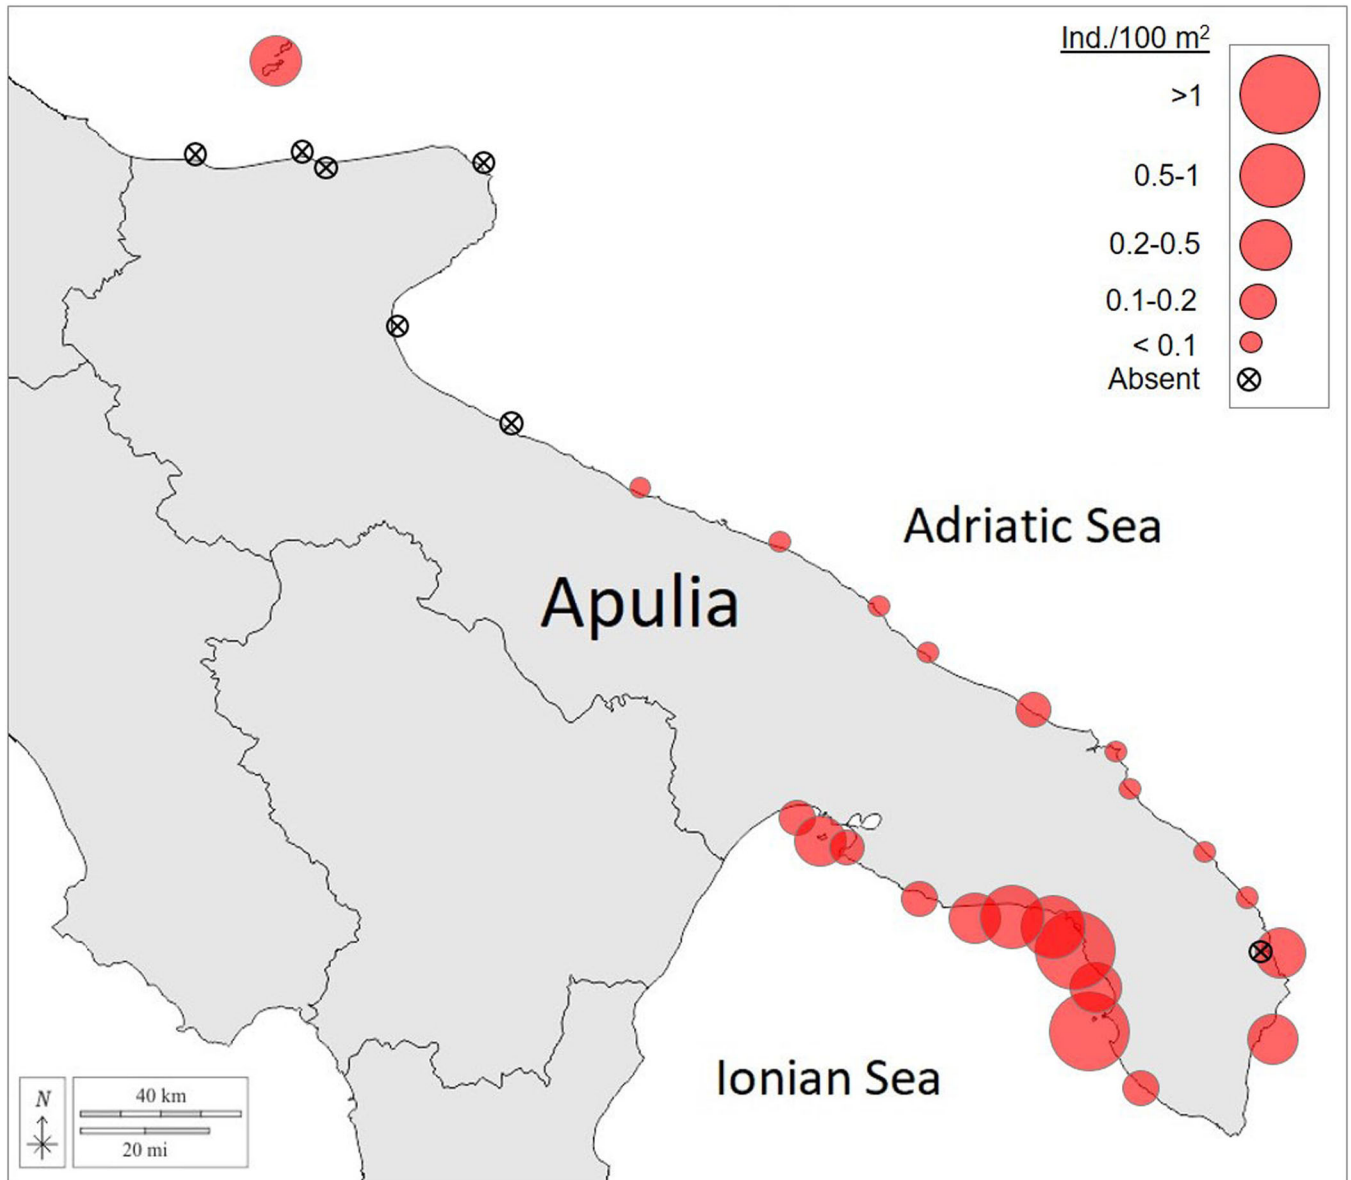 Ind./100 m²
>1
0.5-1
0.2-0.5
0.1-0.2
< 0.1
Absent
Adriatic Sea
Apulia
Ionian Sea
N
40 km
20 mi